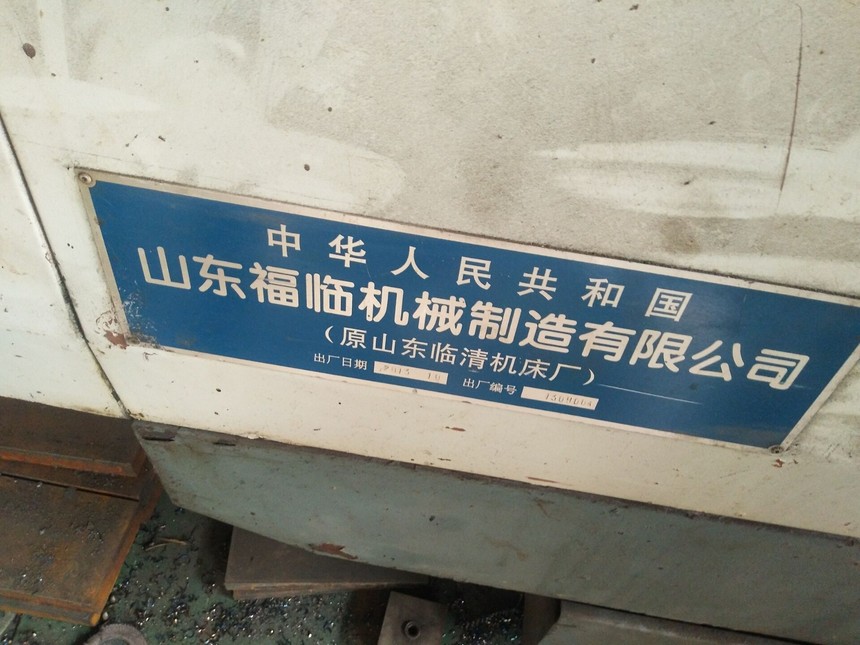 中华人民共和国
山东福临机械制造有限公司
(原山东临清机床厂)
出厂日期 出厂编号